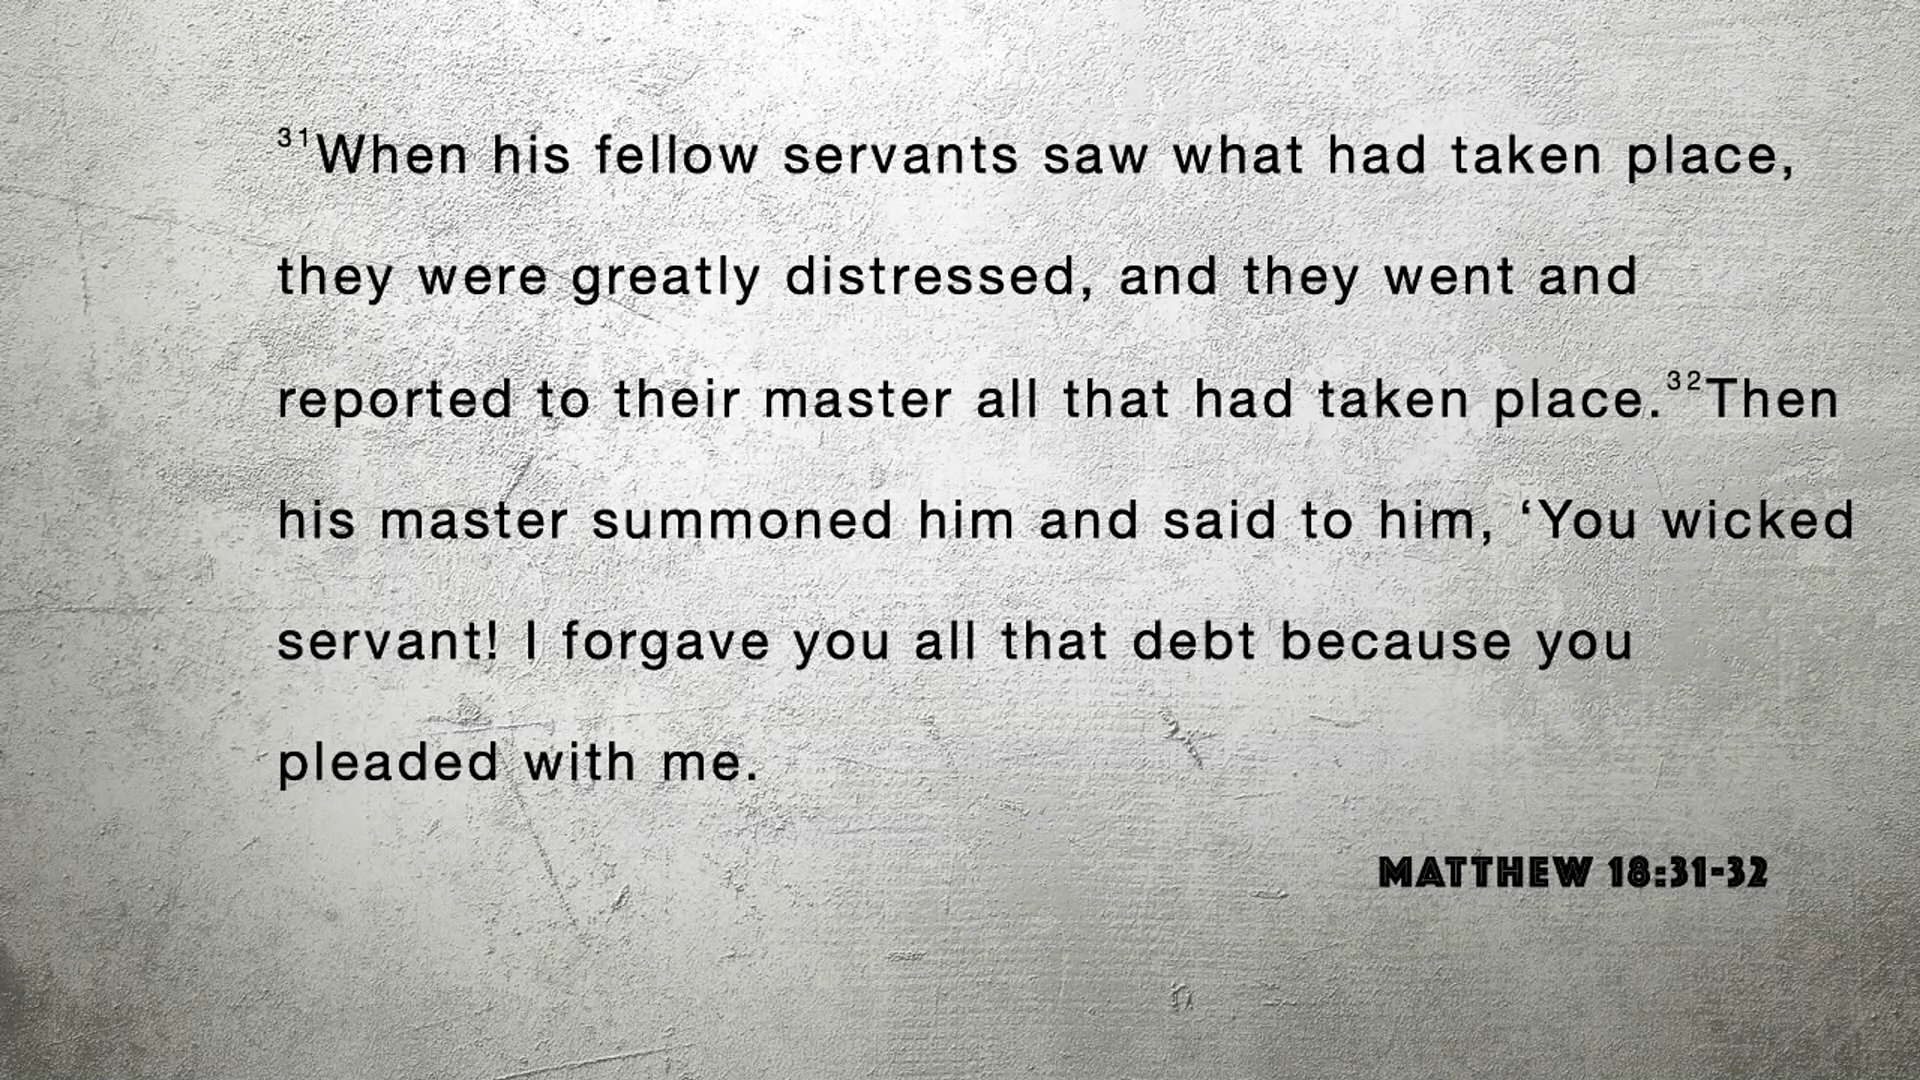 ³¹When his fellow servants saw what had taken place,
they were greatly distressed, and they went and
reported to their master all that had taken place.³²Then
his master summoned him and said to him, ‘You wicked
servant! I forgave you all that debt because you
pleaded with me.
MATTHEW 18:31-32